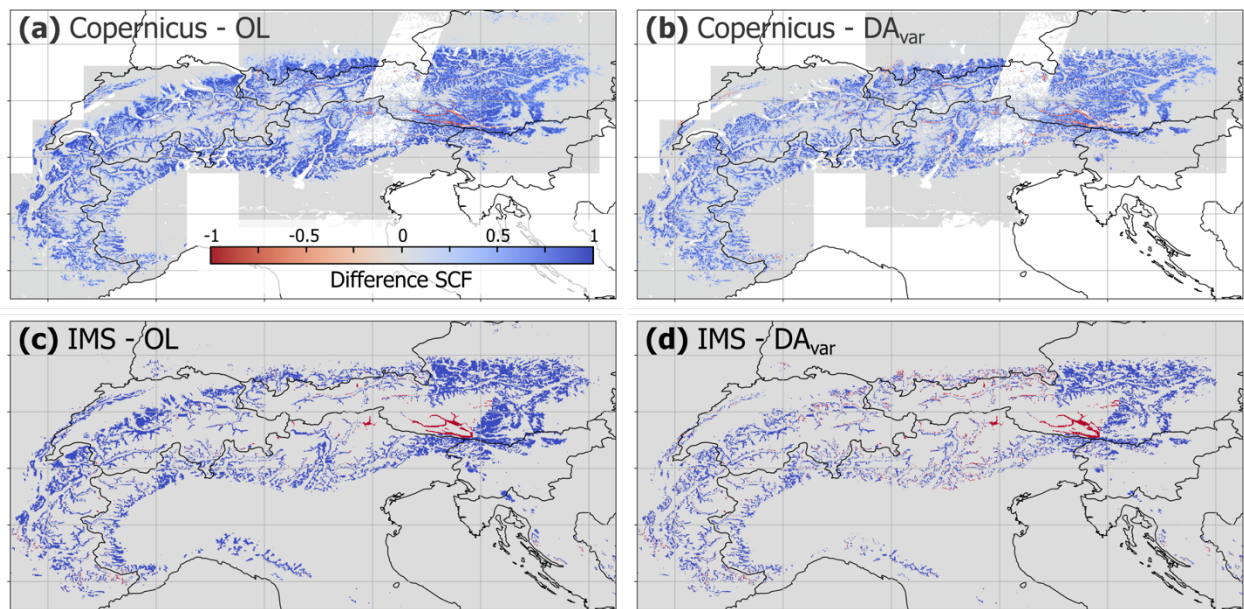 (a) Copernicus - OL
(b) Copernicus - DAvar
-1 -0.5 0 0.5 1
Difference SCF
(c) IMS - OL
(d) IMS - DAvar